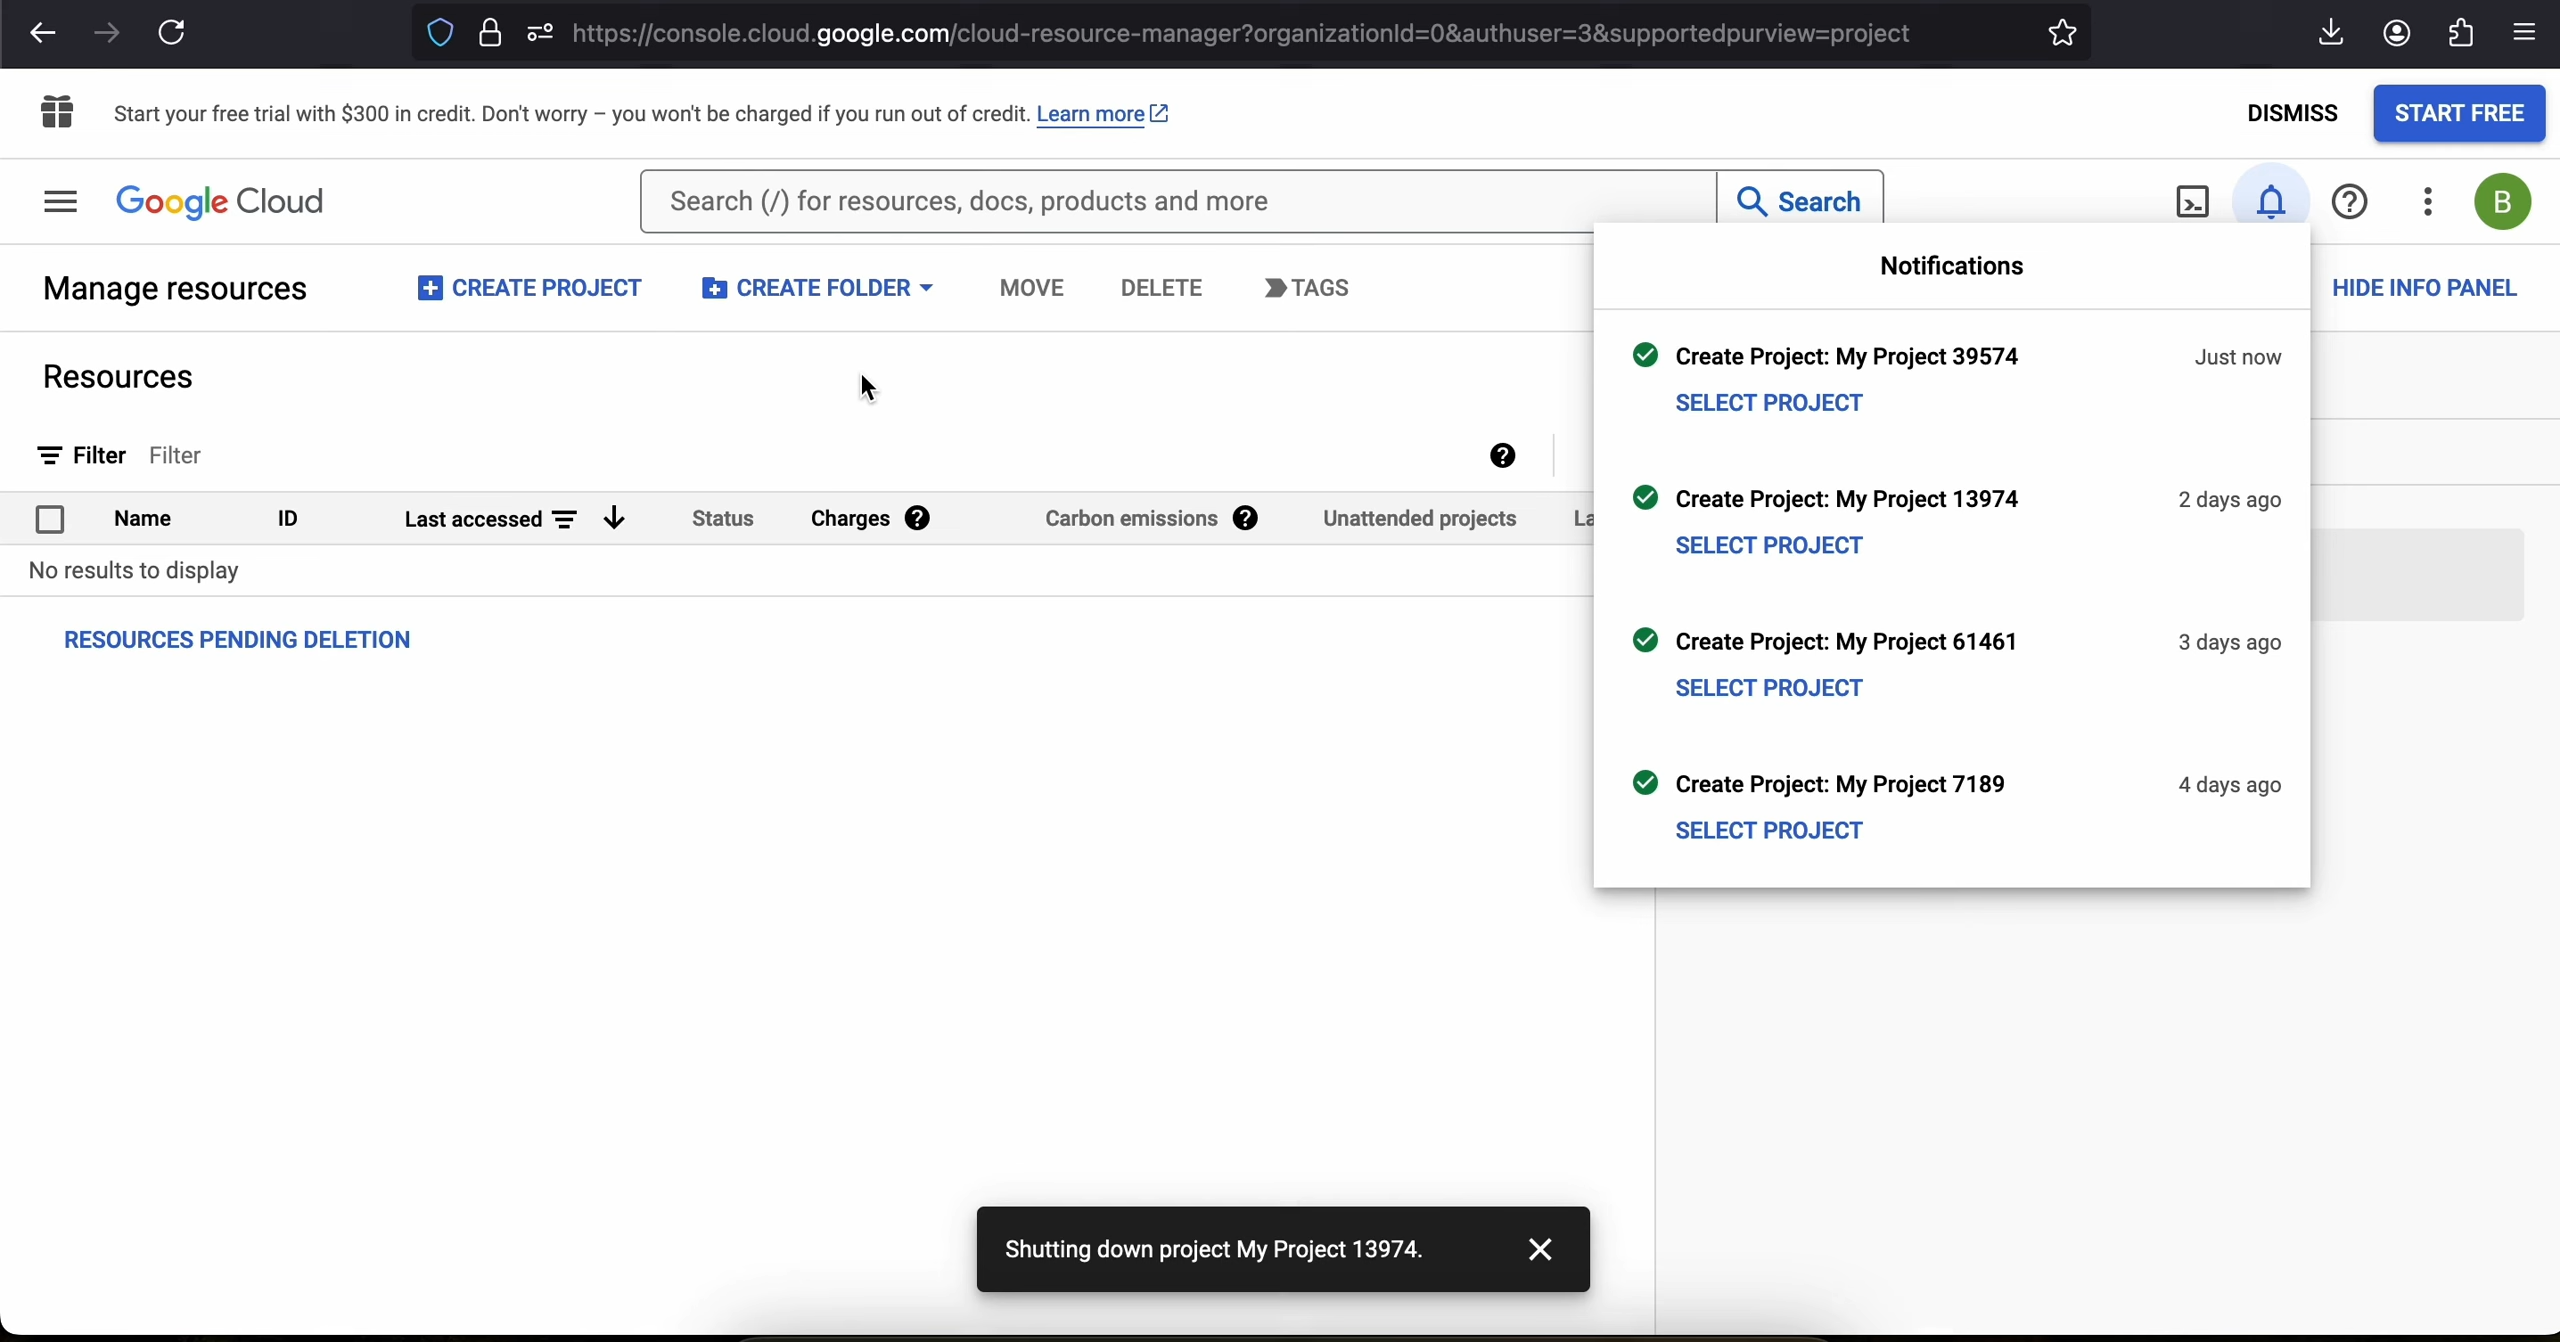 https://console.cloud.google.com/cloud-resource-manager?organizationId=0&authuser=3&supportedpurview=project
Start your free trial with $300 in credit. Don't worry – you won't be charged if you run out of credit. Learn more
DISMISS
START FREE
Google Cloud
Search (/) for resources, docs, products and more
Search
B
Manage resources
CREATE PROJECT
CREATE FOLDER
MOVE
DELETE
TAGS
HIDE INFO PANEL
Resources
Filter Filter
Name ID Last accessed Status Charges Carbon emissions Unattended projects
No results to display
RESOURCES PENDING DELETION
Notifications
Create Project: My Project 39574 Just now
SELECT PROJECT
Create Project: My Project 13974 2 days ago
SELECT PROJECT
Create Project: My Project 61461 3 days ago
SELECT PROJECT
Create Project: My Project 7189 4 days ago
SELECT PROJECT
Shutting down project My Project 13974.